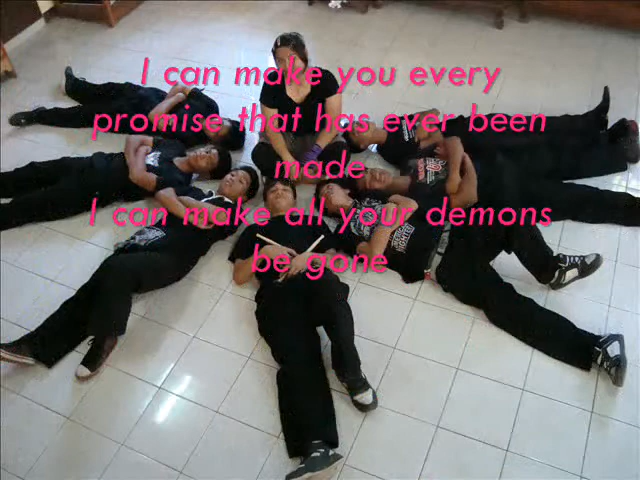 I can make you every
promise that has ever been
made
I can make all your demons
be gone